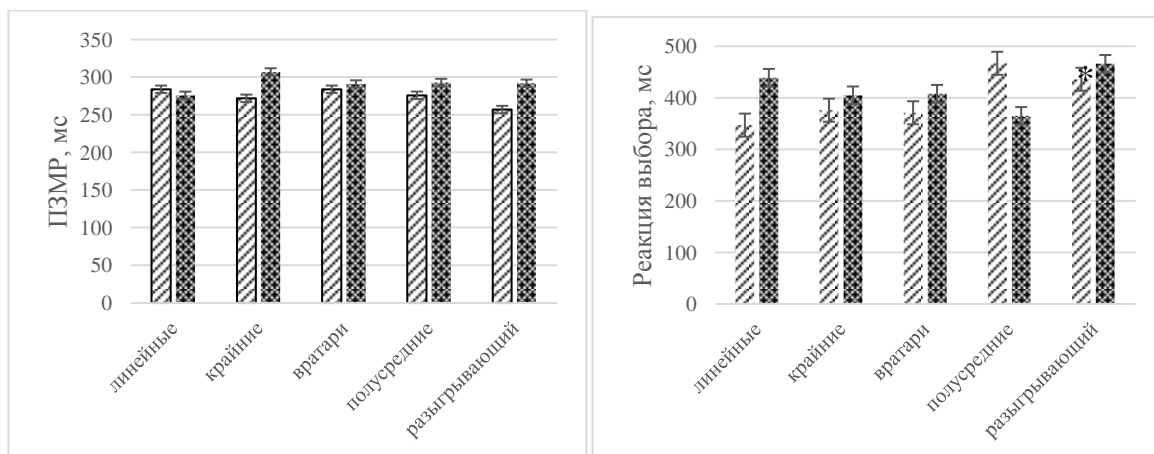 ПЗМР, мс
350
300
250
200
150
100
50
0
линейные
крайние
вратари
полусредние
разыгрывающий
Реакция выбора, мс
500
400
300
200
100
0
*
линейные
крайние
вратари
полусредние
разыгрывающий